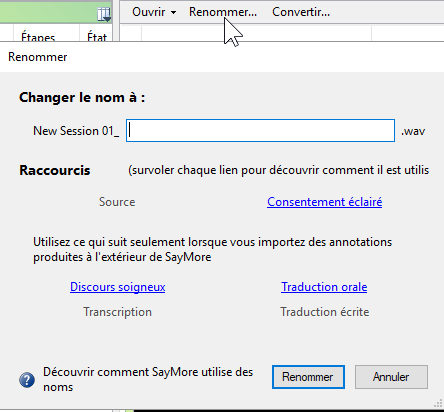 Ouvrir Renommer... Convertir...
Étapes État
Renommer
Changer le nom à :
New Session 01_ .wav
Raccourcis (survoler chaque lien pour découvrir comment il est utilis
Source Consentement éclairé
Utilisez ce qui suit seulement lorsque vous importez des annotations
produites à l'extérieur de SayMore
Discours soigneux Traduction orale
Transcription Traduction écrite
Découvrir comment SayMore utilise des Renommer Annuler
noms